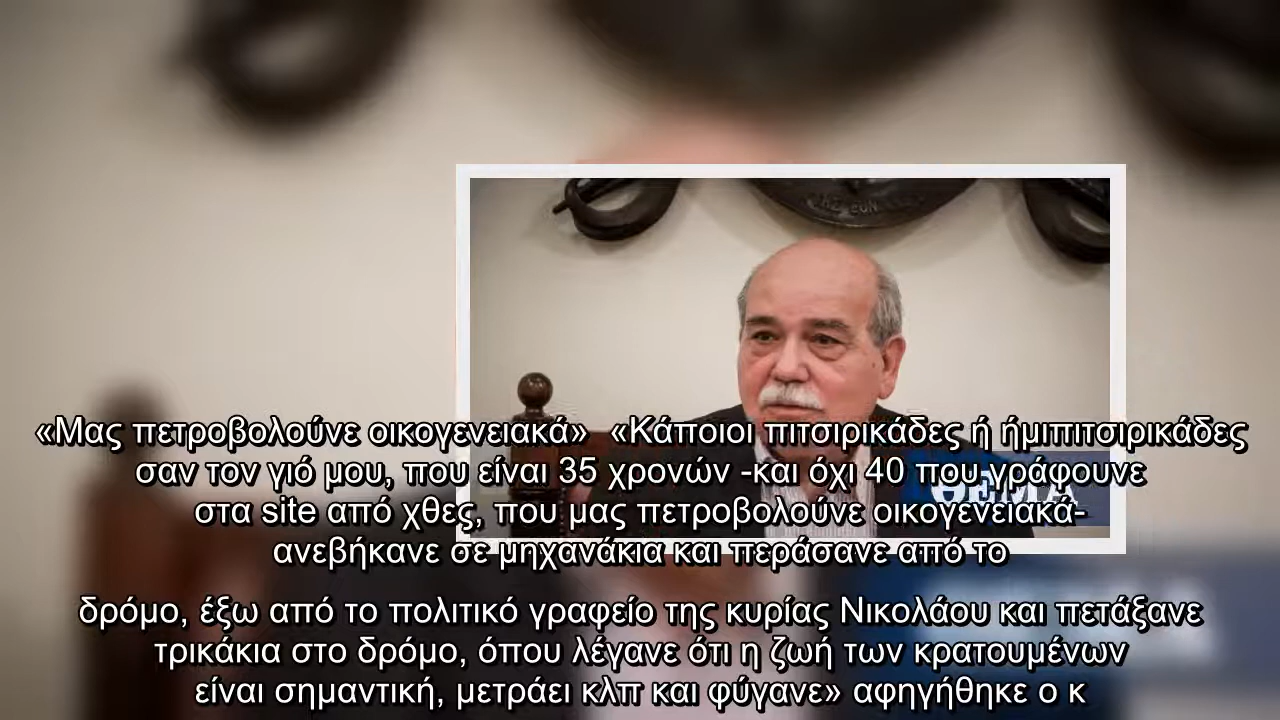 ΤΗΣ ΕΘΝ
«Μας πετροβολούνε οικογενειακά» «Κάποιοι πιτσιρικάδες ή ήμιπιτσιρικάδες
σαν τον γιό μου, που είναι 35 χρονών -και όχι 40 που γράφουνε
στα site από χθες, που μας πετροβολούνε οικογενειακά-
ανεβήκανε σε μηχανάκια και περάσανε από το
δρόμο, έξω από το πολιτικό γραφείο της κυρίας Νικολάου και πετάξανε
τρικάκια στο δρόμο, όπου λέγανε ότι η ζωή των κρατουμένων
είναι σημαντική, μετράει κλπ και φύγανε» αφηγήθηκε ο κ